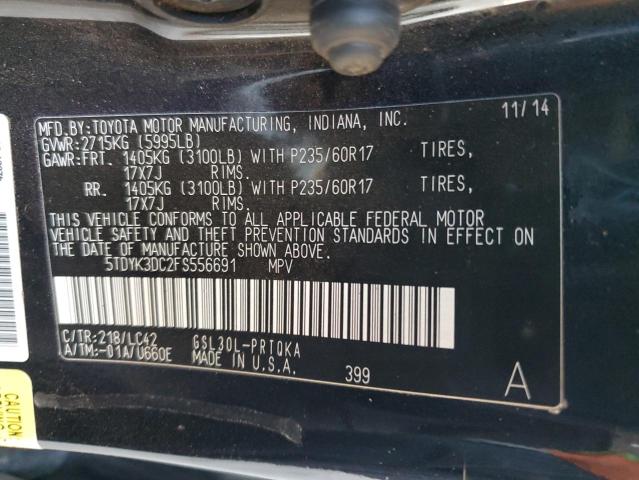 MFD.BY:TOYOTA MOTOR MANUFACTURING, INDIANA, INC. 11/14
GVWR:2715KG (5995LB)
GAWR:FRT. 1405KG (3100LB) WITH P235/60R17 TIRES,
17X7J RIMS.
RR. 1405KG (3100LB) WITH P235/60R17 TIRES,
17X7J RIMS.
THIS VEHICLE CONFORMS TO ALL APPLICABLE FEDERAL MOTOR
VEHICLE SAFETY AND THEFT PREVENTION STANDARDS IN EFFECT ON
THE DATE OF MANUFACTURE SHOWN ABOVE.
5TDYK3DC2FS556691 MPV
C/TR:218/LC42 GSL30L-PRTQKA
A/TM:-01A/U660E MADE IN U.S.A. 399 A
CAUTION